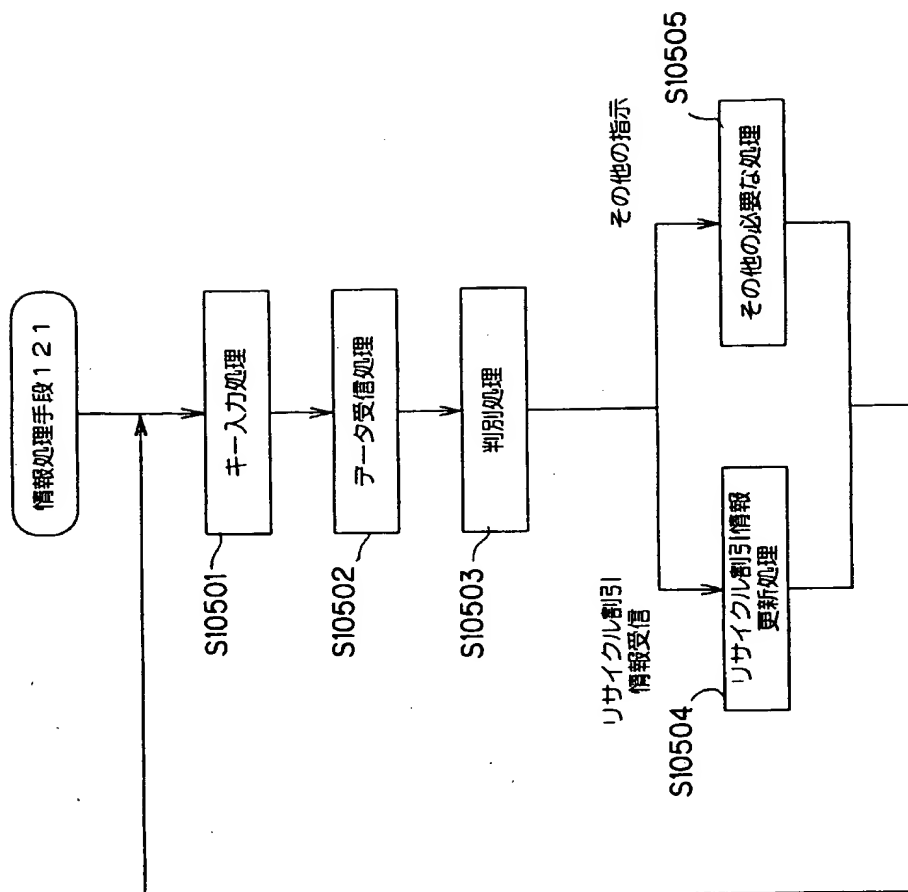 情報処理手段１２１
キー入力処理
S10501
データ受信処理
S10502
判別処理
S10503
リサイクル割引
情報受信
その他の指示
リサイクル割引情報
更新処理
S10504
その他の必要な処理
S10505